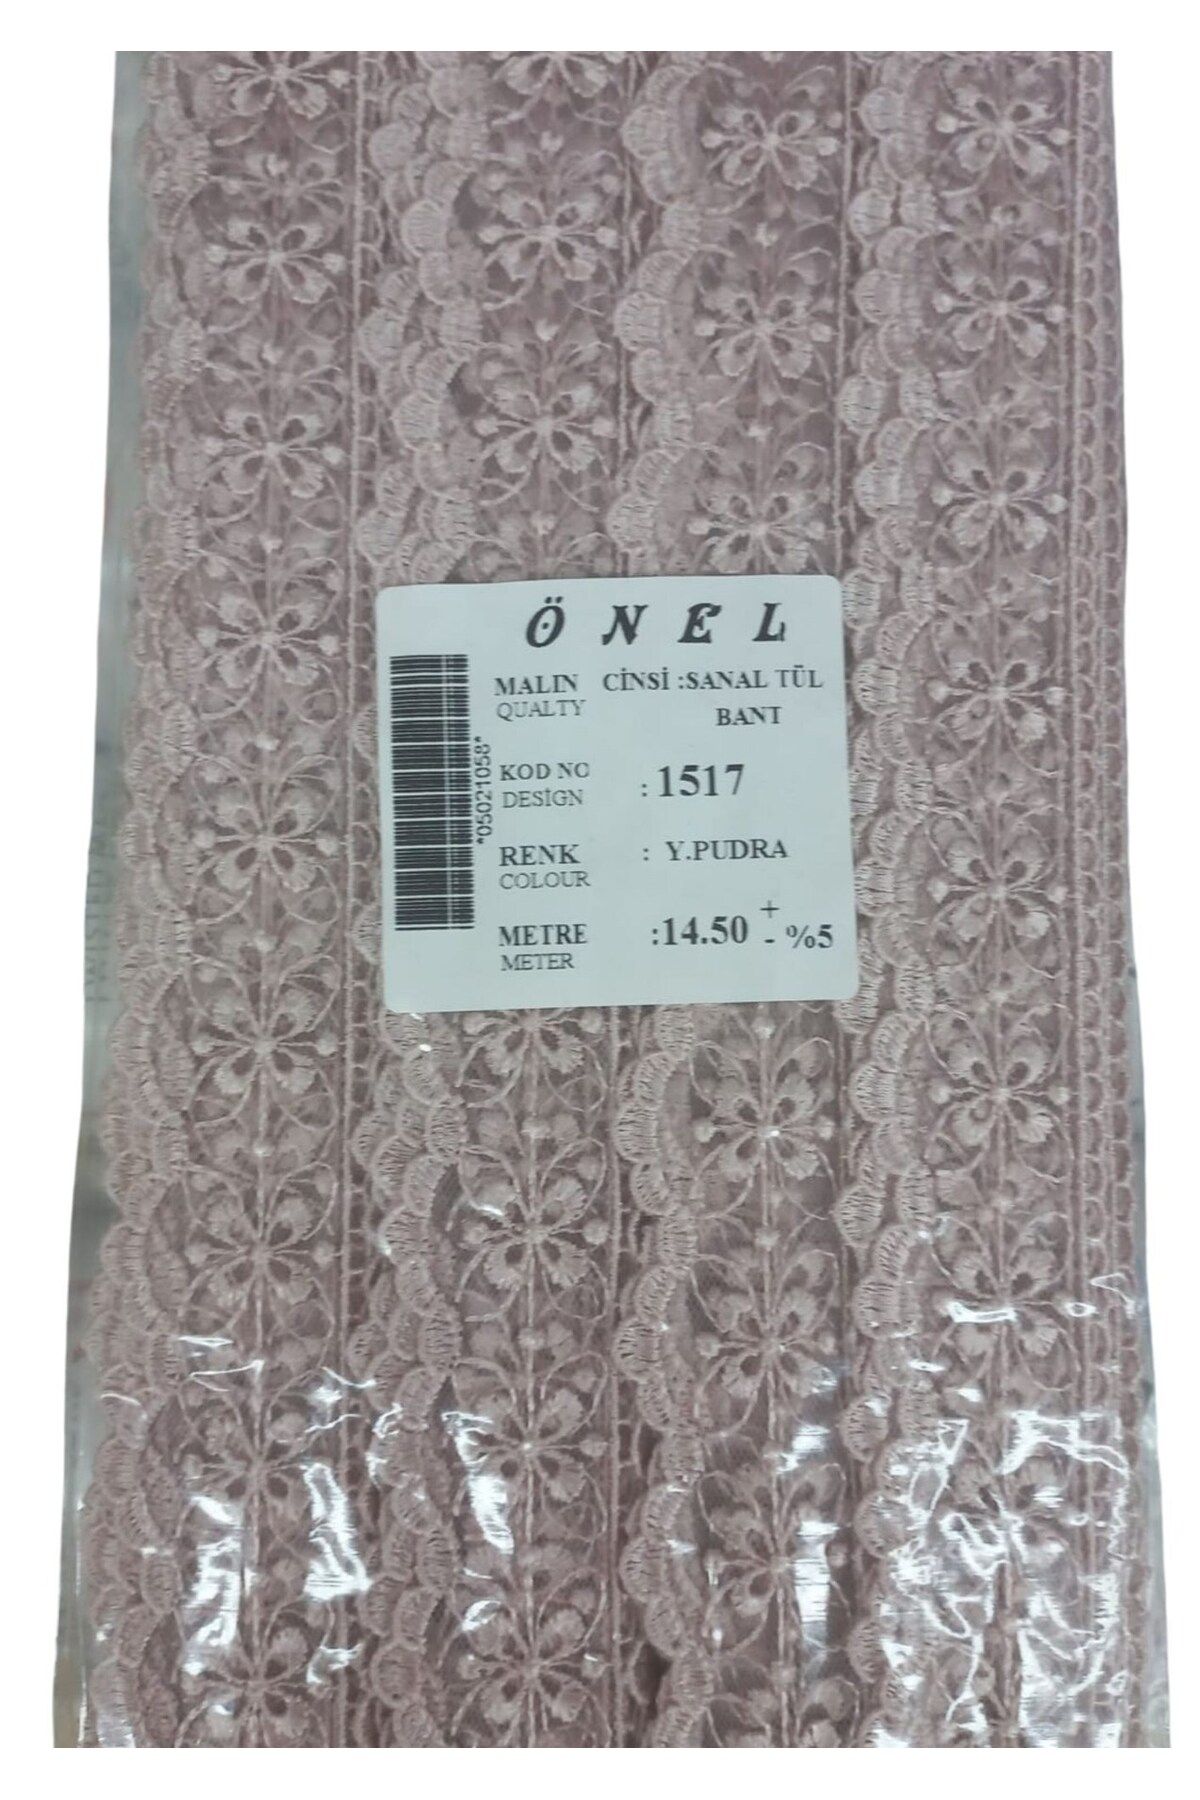 ÖNEL
MALIN CİNSİ :SANAL TÜL
QUALTY BANT
KOD NO : 1517
DESİGN
RENK : Y.PUDRA
COLOUR
METRE :14.50 +- %5
METER
*05021058*